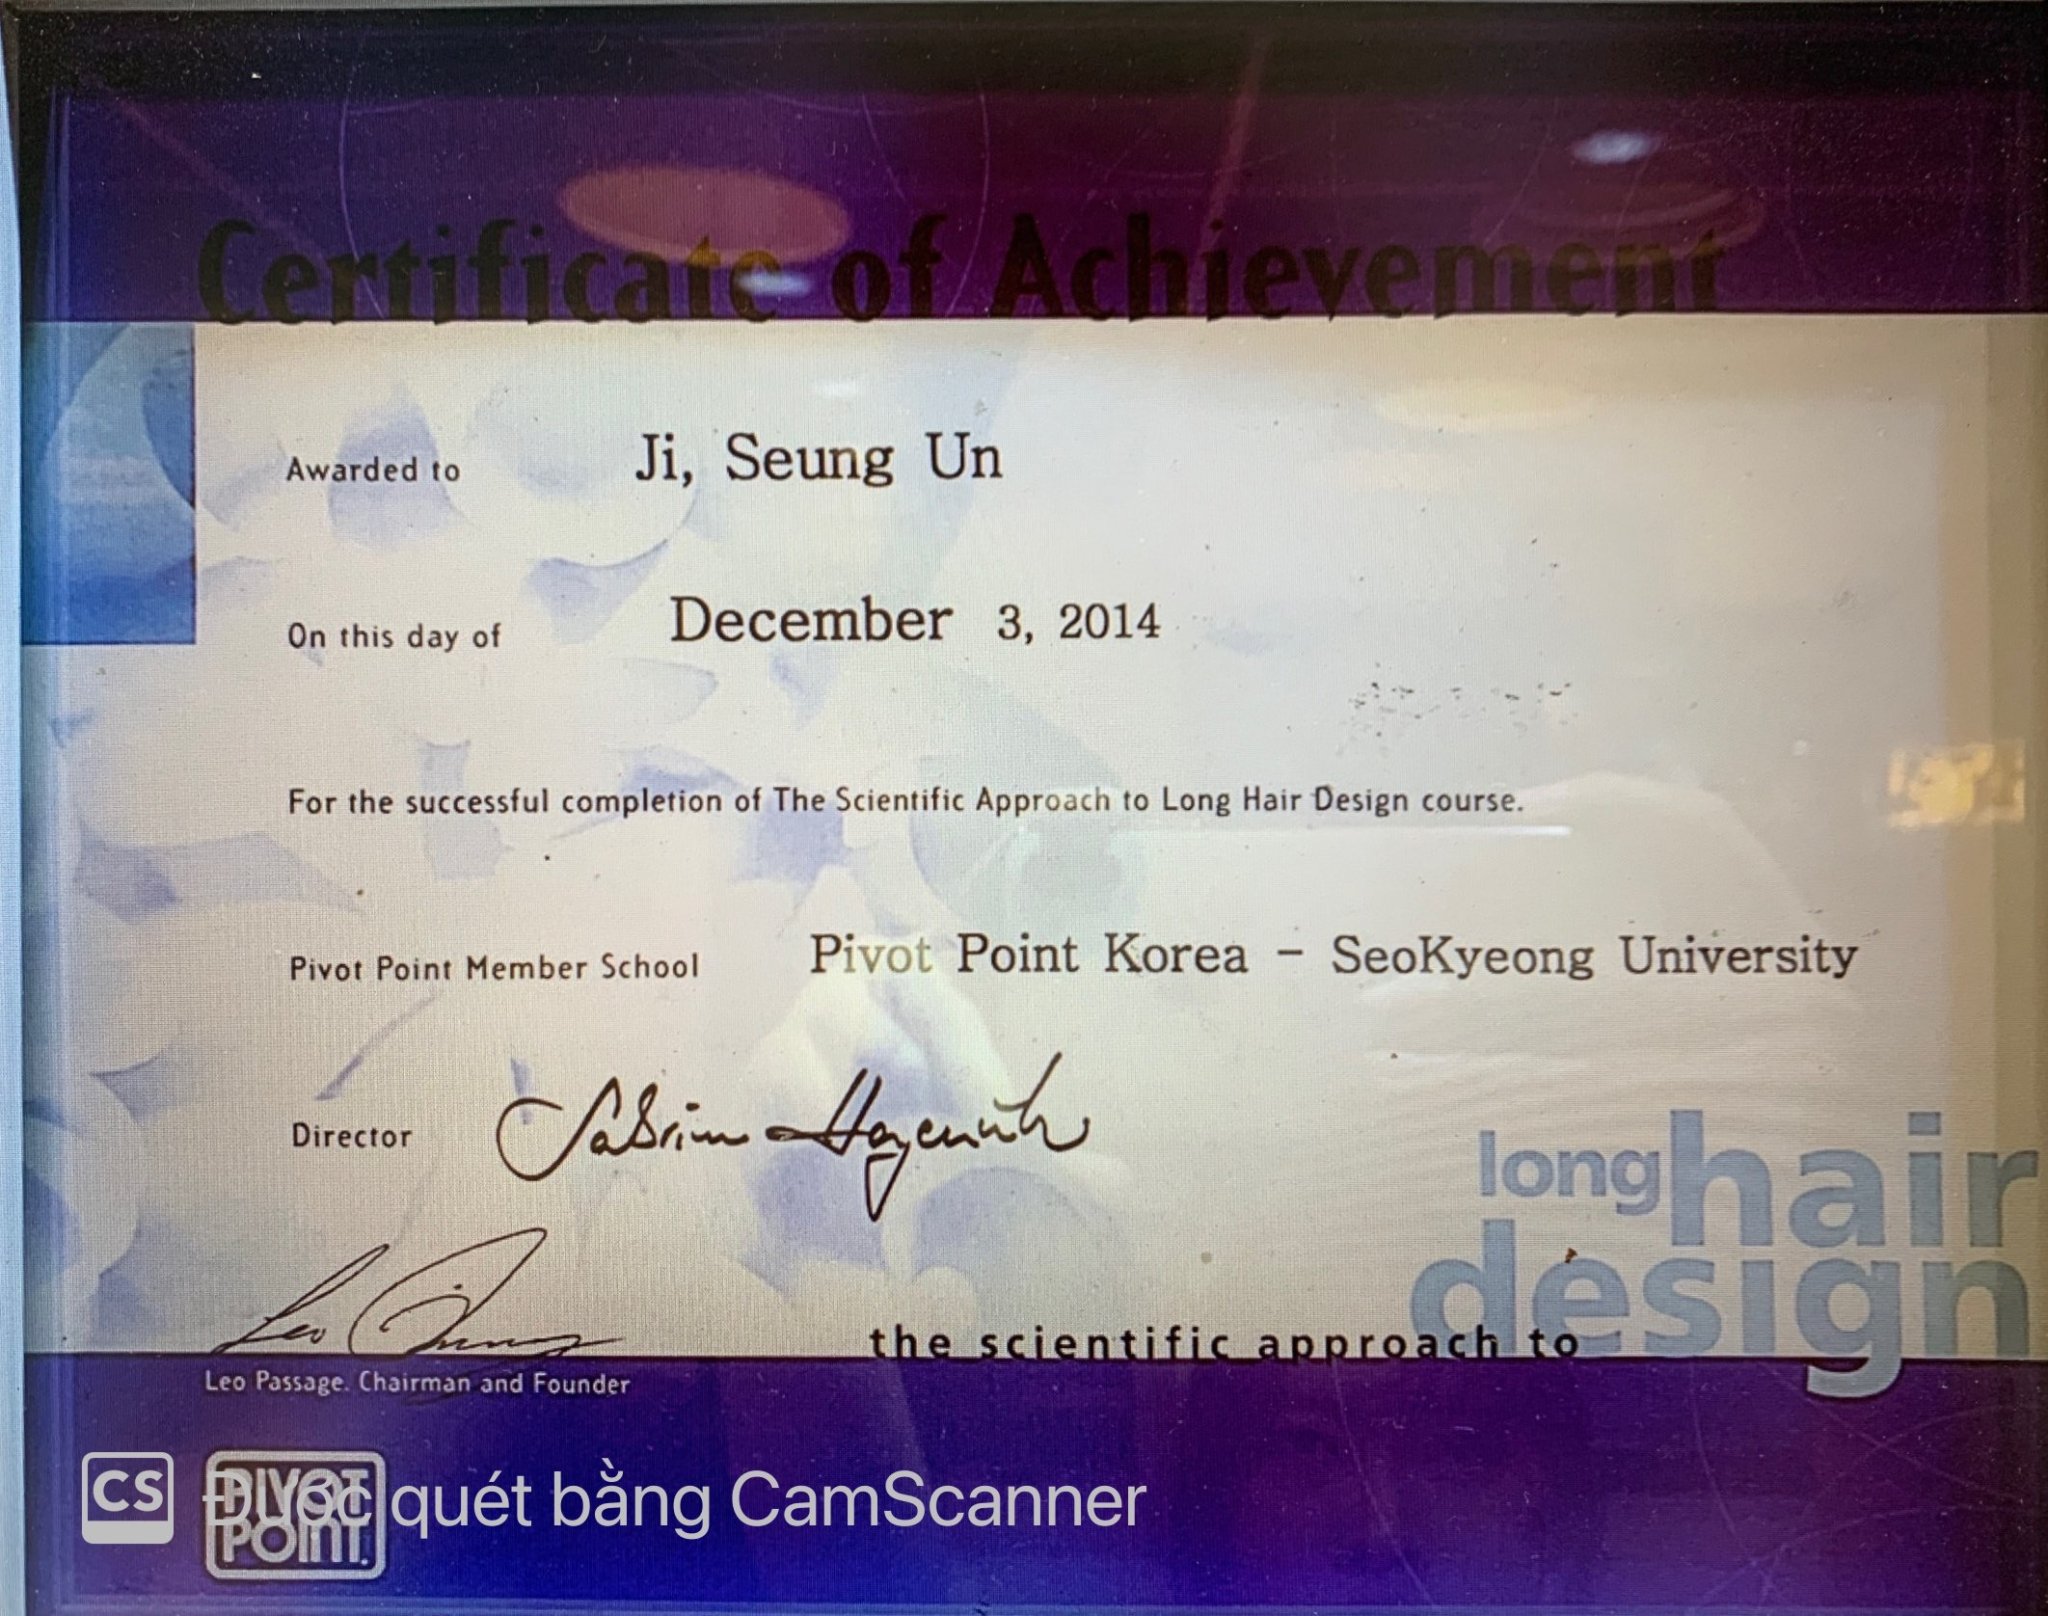 Certificate of Achievement
Awarded to Ji, Seung Un
On this day of December 3, 2014
For the successful completion of The Scientific Approach to Long Hair Design course.
Pivot Point Member School Pivot Point Korea - SeoKyeong University
Director
Leo Passage. Chairman and Founder
the scientific approach to
long hair
design
PIVOT
POINT.
CS Được quét bằng CamScanner